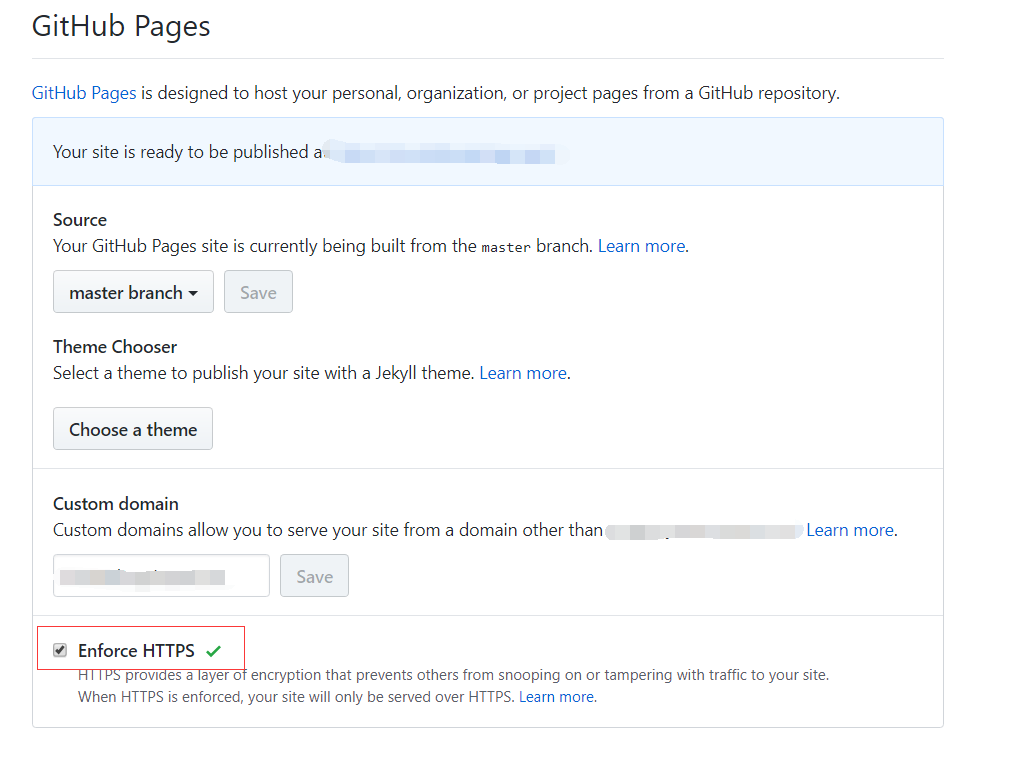 GitHub Pages
GitHub Pages is designed to host your personal, organization, or project pages from a GitHub repository.
Your site is ready to be published
Source
Your GitHub Pages site is currently being built from the master branch. Learn more.
master branch Save
Theme Chooser
Select a theme to publish your site with a Jekyll theme. Learn more.
Choose a theme
Custom domain
Custom domains allow you to serve your site from a domain other than Learn more.
Save
Enforce HTTPS
HTTPS provides a layer of encryption that prevents others from snooping on or tampering with traffic to your site.
When HTTPS is enforced, your site will only be served over HTTPS. Learn more.